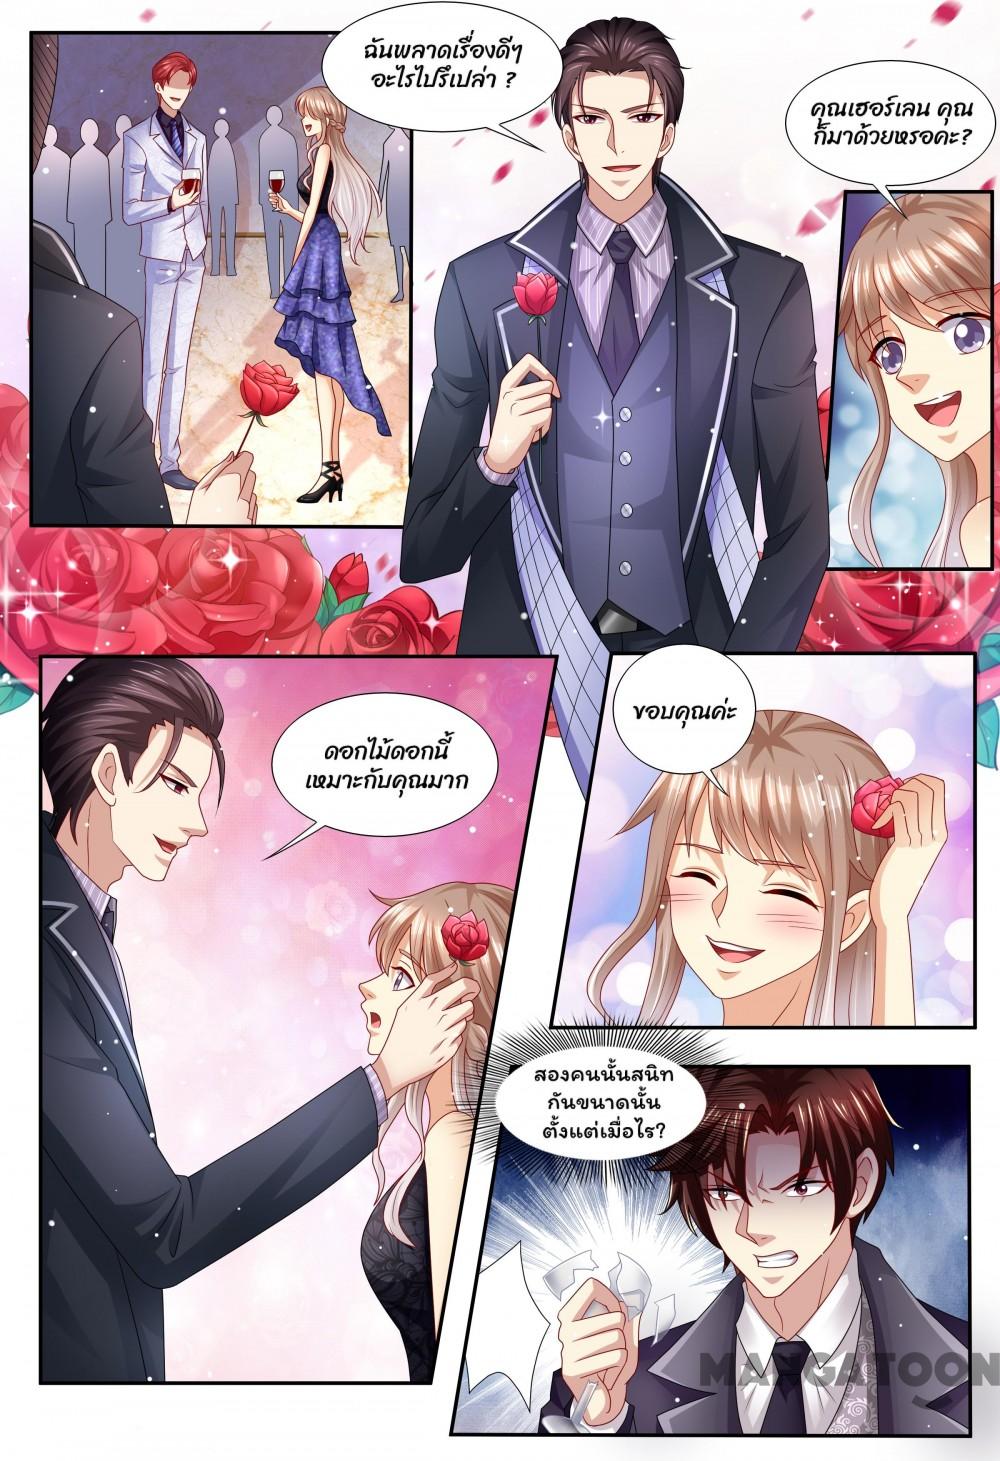 ฉันพลาดเรื่องดีๆ
อะไรไปรึเปล่า ?
คุณเฮอร์เลน คุณ
ก็มาด้วยหรอคะ?
ดอกไม้ดอกนี้
เหมาะกับคุณมาก
ขอบคุณค่ะ
สองคนนั้นสนิท
กันขนาดนั้น
ตั้งแต่เมื่อไร?
MANGATOON